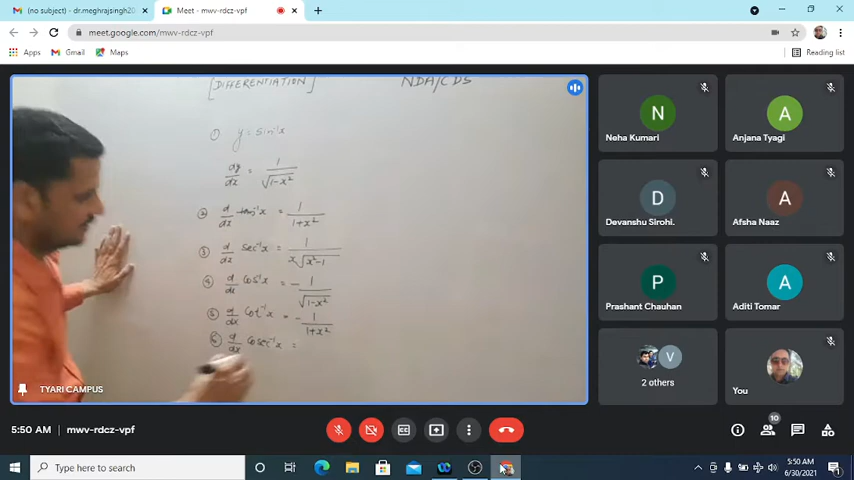 (no subject) - dr.meghrajsingh20
Meet - mwv-rdcz-vpf
meet.google.com/mwv-rdcz-vpf
Apps
Gmail
Maps
Reading list
[DIFFERENTIATION]
NDA/CDS
① y = sin⁻¹x
dy/dx = 1/√(1-x²)
② d/dx tan⁻¹x = 1/(1+x²)
③ d/dx sec⁻¹x = 1/(x√(x²-1))
④ d/dx cos⁻¹x = - 1/√(1-x²)
⑤ d/dx cot⁻¹x = - 1/(1+x²)
⑥ d/dx cosec⁻¹x =
TYARI CAMPUS
N
Neha Kumari
A
Anjana Tyagi
D
Devanshu Sirohi.
A
Afsha Naaz
P
Prashant Chauhan
A
Aditi Tomar
V
2 others
You
5:50 AM | mwv-rdcz-vpf
10
Type here to search
5:50 AM
6/30/2021
1